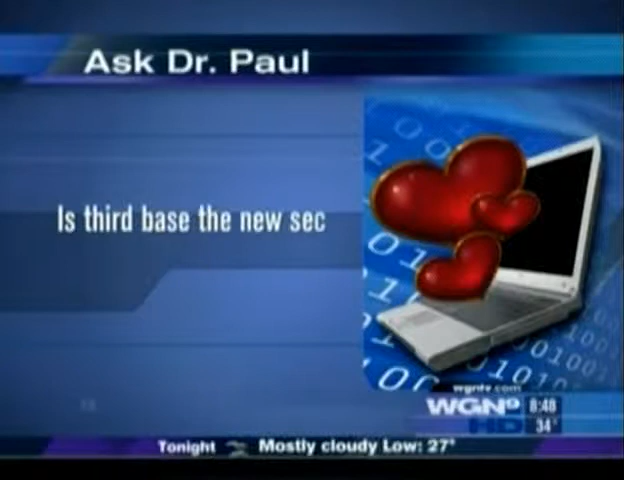 Ask Dr. Paul
Is third base the new sec
wgntv.com
WGN9 8:48
HD 34°
Tonight Mostly cloudy Low: 27°